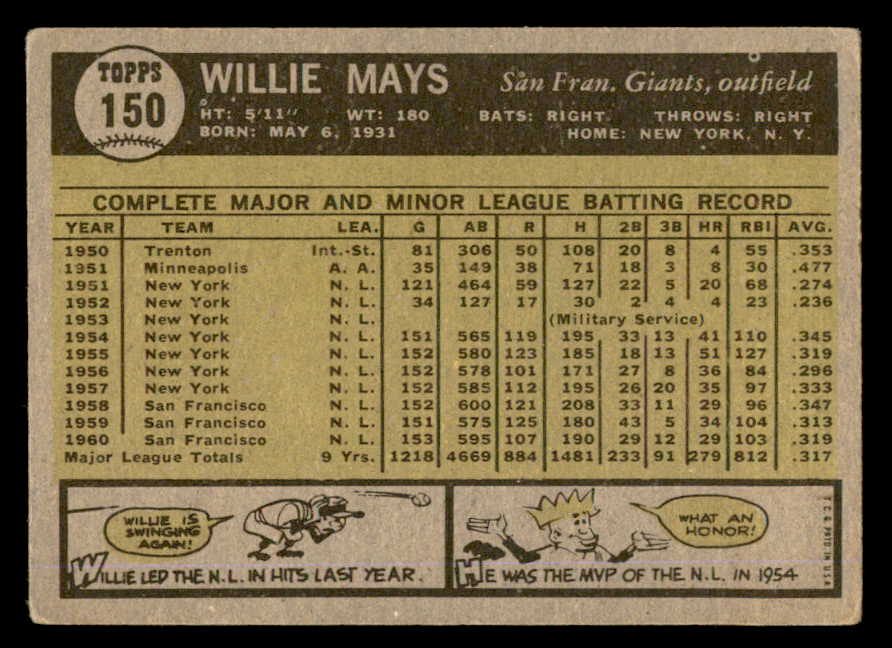 TOPPS
150
WILLIE MAYS San Fran. Giants, outfield
HT: 5'11" WT: 180 BATS: RIGHT. THROWS: RIGHT
BORN: MAY 6, 1931 HOME: NEW YORK, N. Y.
COMPLETE MAJOR AND MINOR LEAGUE BATTING RECORD
YEAR TEAM LEA. G AB R H 2B 3B HR RBI AVG.
1950 Trenton Int.-St. 81 306 50 108 20 8 4 55 .353
1951 Minneapolis A. A. 35 149 38 71 18 3 8 30 .477
1951 New York N. L. 121 464 59 127 22 5 20 68 .274
1952 New York N. L. 34 127 17 30 2 4 4 23 .236
1953 New York N. L. (Military Service)
1954 New York N. L. 151 565 119 195 33 13 41 110 .345
1955 New York N. L. 152 580 123 185 18 13 51 127 .319
1956 New York N. L. 152 578 101 171 27 8 36 84 .296
1957 New York N. L. 152 585 112 195 26 20 35 97 .333
1958 San Francisco N. L. 152 600 121 208 33 11 29 96 .347
1959 San Francisco N. L. 151 575 125 180 43 5 34 104 .313
1960 San Francisco N. L. 153 595 107 190 29 12 29 103 .319
Major League Totals 9 Yrs. 1218 4669 884 1481 233 91 279 812 .317
WILLIE IS
SWINGING
AGAIN!
WILLIE LED THE N.L. IN HITS LAST YEAR.
WHAT AN
HONOR!
HE WAS THE MVP OF THE N.L. IN 1954
T. C. G. PRTD IN U.S.A.